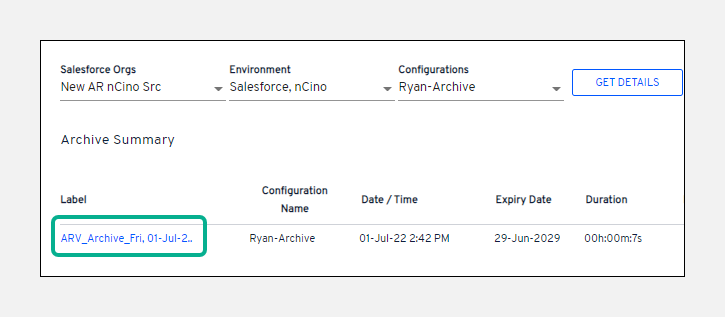 Salesforce Orgs Environment Configurations
New AR nCino Src Salesforce, nCino Ryan-Archive GET DETAILS
Archive Summary
Label Configuration Name Date / Time Expiry Date Duration
ARV_Archive_Fri, 01-Jul-2.. Ryan-Archive 01-Jul-22 2:42 PM 29-Jun-2029 00h:00m:7s